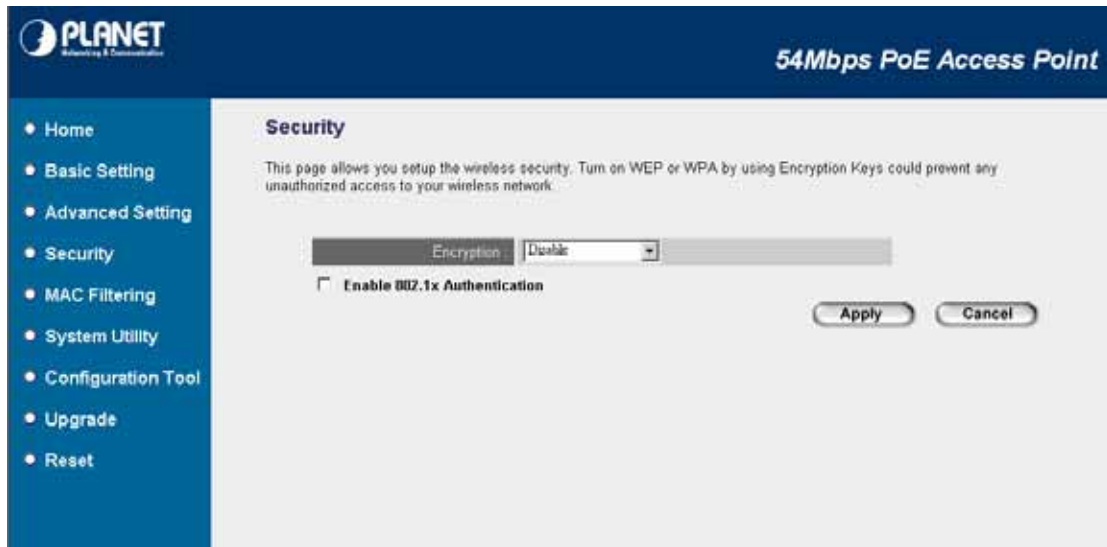 PLANET
Networking & Communication
54Mbps PoE Access Point
Home
Basic Setting
Advanced Setting
Security
MAC Filtering
System Utility
Configuration Tool
Upgrade
Reset
Security
This page allows you setup the wireless security. Turn on WEP or WPA by using Encryption Keys could prevent any
unauthorized access to your wireless network.
Encryption : Disable
Enable 802.1x Authentication
Apply Cancel